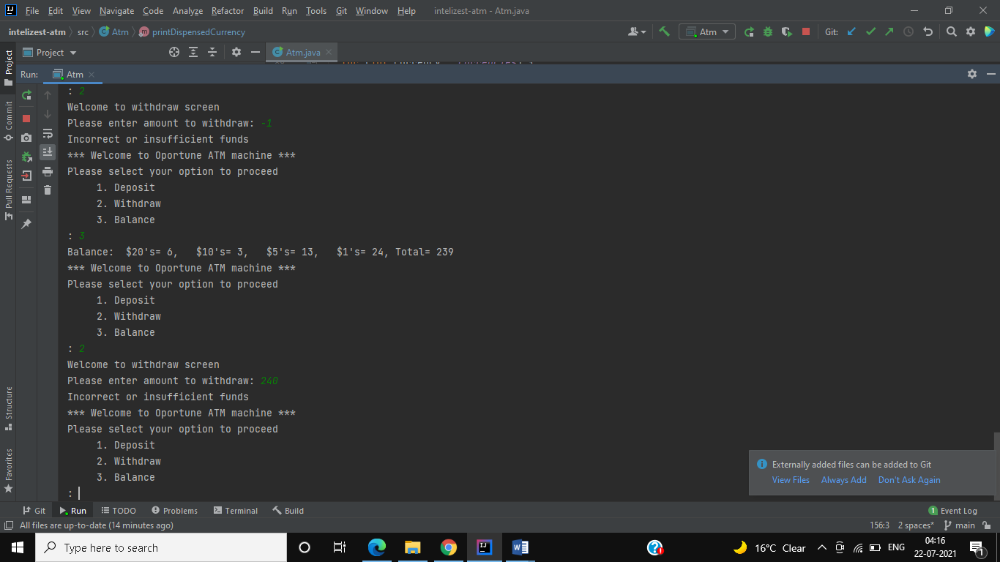 File Edit View Navigate Code Analyze Refactor Build Run Tools Git Window Help intelizest-atm - Atm.java
intelizest-atm src Atm printDispensedCurrency Atm Git:
Project Atm.java
Run: Atm
: 2
Welcome to withdraw screen
Please enter amount to withdraw: -1
Incorrect or insufficient funds
*** Welcome to Oportune ATM machine ***
Please select your option to proceed
1. Deposit
2. Withdraw
3. Balance
: 3
Balance: $20's= 6, $10's= 3, $5's= 13, $1's= 24, Total= 239
*** Welcome to Oportune ATM machine ***
Please select your option to proceed
1. Deposit
2. Withdraw
3. Balance
: 2
Welcome to withdraw screen
Please enter amount to withdraw: 240
Incorrect or insufficient funds
*** Welcome to Oportune ATM machine ***
Please select your option to proceed
1. Deposit
2. Withdraw
3. Balance
:
Project
Commit
Pull Requests
Structure
Favorites
Externally added files can be added to Git
View Files Always Add Don't Ask Again
Git Run TODO Problems Terminal Build 1 Event Log
All files are up-to-date (14 minutes ago) 156:3 2 spaces* main
Type here to search 16°C Clear ENG 04:16
22-07-2021 1